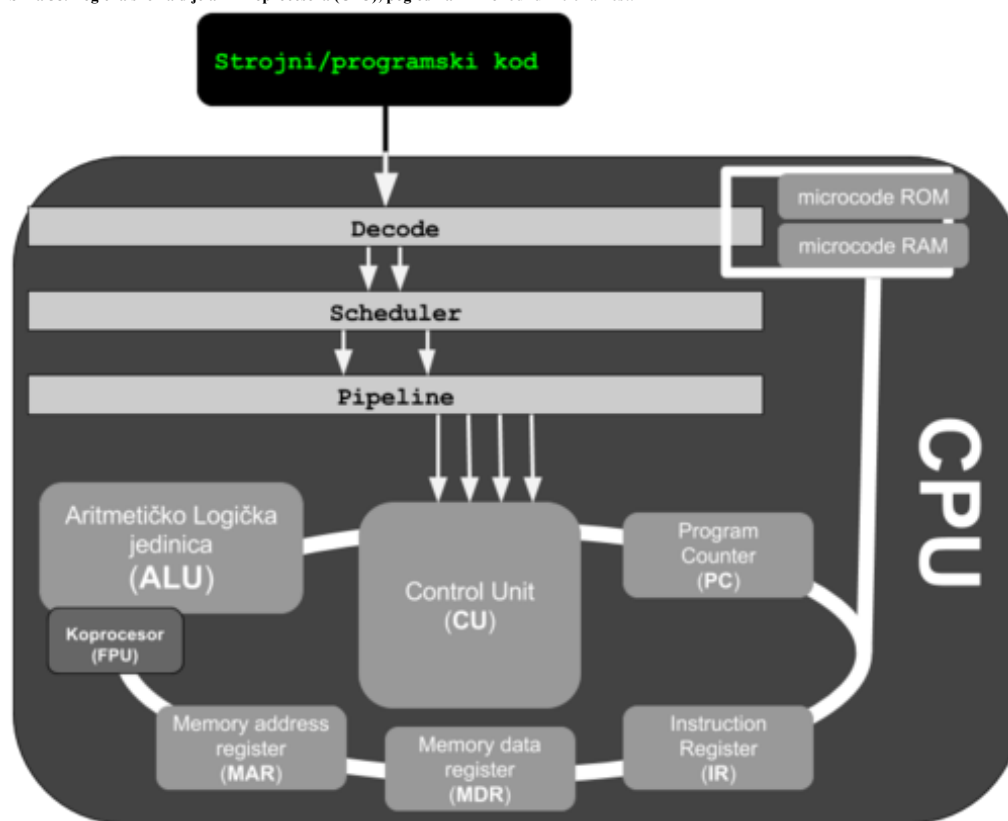 Strojni/programski kod
microcode ROM
Decode
microcode RAM
Scheduler
Pipeline
CPU
Aritmetičko Logička
jedinica
(ALU)
Koprocesor
(FPU)
Control Unit
(CU)
Program
Counter
(PC)
Memory address
register
(MAR)
Memory data
register
(MDR)
Instruction
Register
(IR)